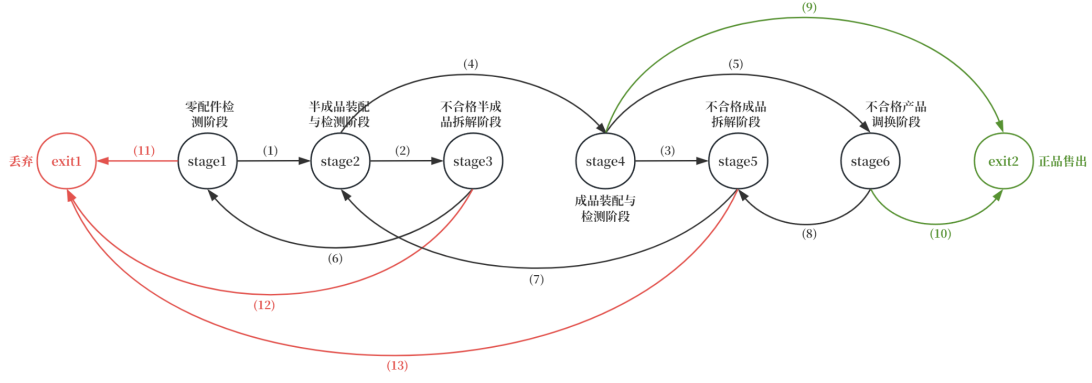 (9)
(4)
(5)
零配件检
测阶段
半成品装配
与检测阶段
不合格半成
品拆解阶段
不合格成品
拆解阶段
不合格产品
调换阶段
丢弃
exit1
(11)
stage1
(1)
stage2
(2)
stage3
stage4
(3)
stage5
stage6
exit2
正品售出
成品装配与
检测阶段
(6)
(7)
(8)
(10)
(12)
(13)